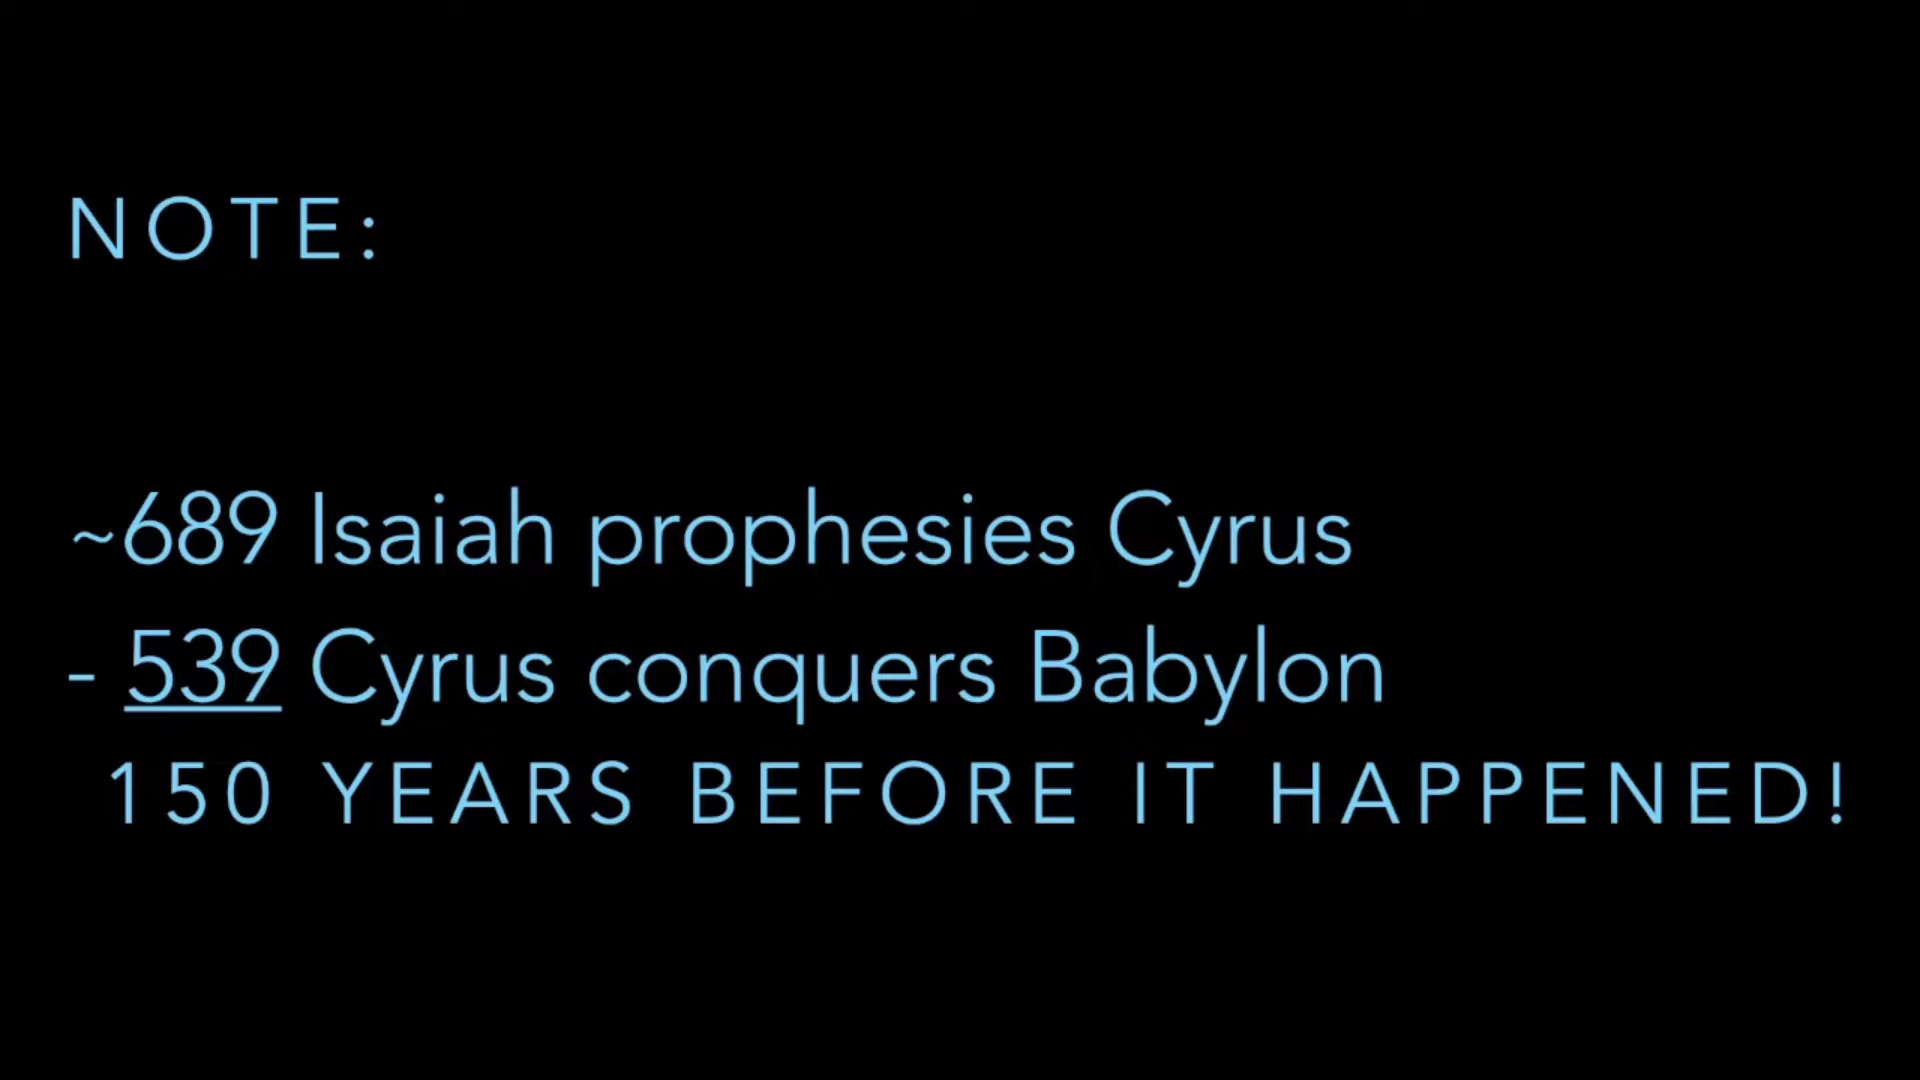 NOTE:
~689 Isaiah prophesies Cyrus
- 539 Cyrus conquers Babylon
150 YEARS BEFORE IT HAPPENED!